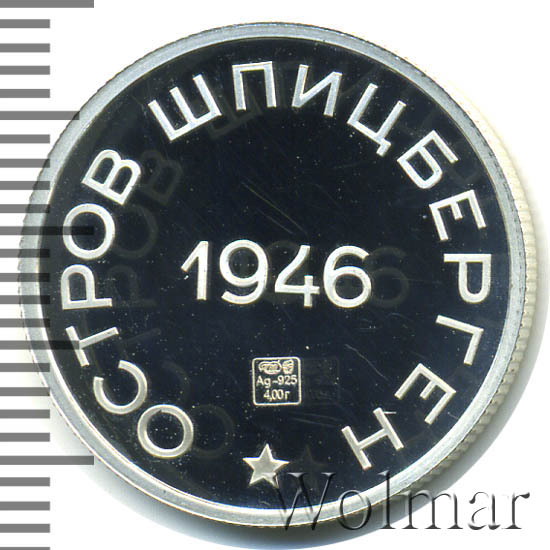 ОСТРОВ ШПИЦБЕРГЕН
1946
Ag-925
4,00г
Wolmar